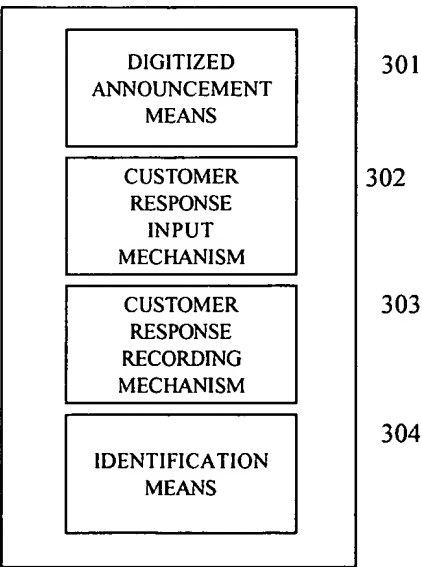 DIGITIZED
ANNOUNCEMENT
MEANS
301
CUSTOMER
RESPONSE
INPUT
MECHANISM
302
CUSTOMER
RESPONSE
RECORDING
MECHANISM
303
IDENTIFICATION
MEANS
304